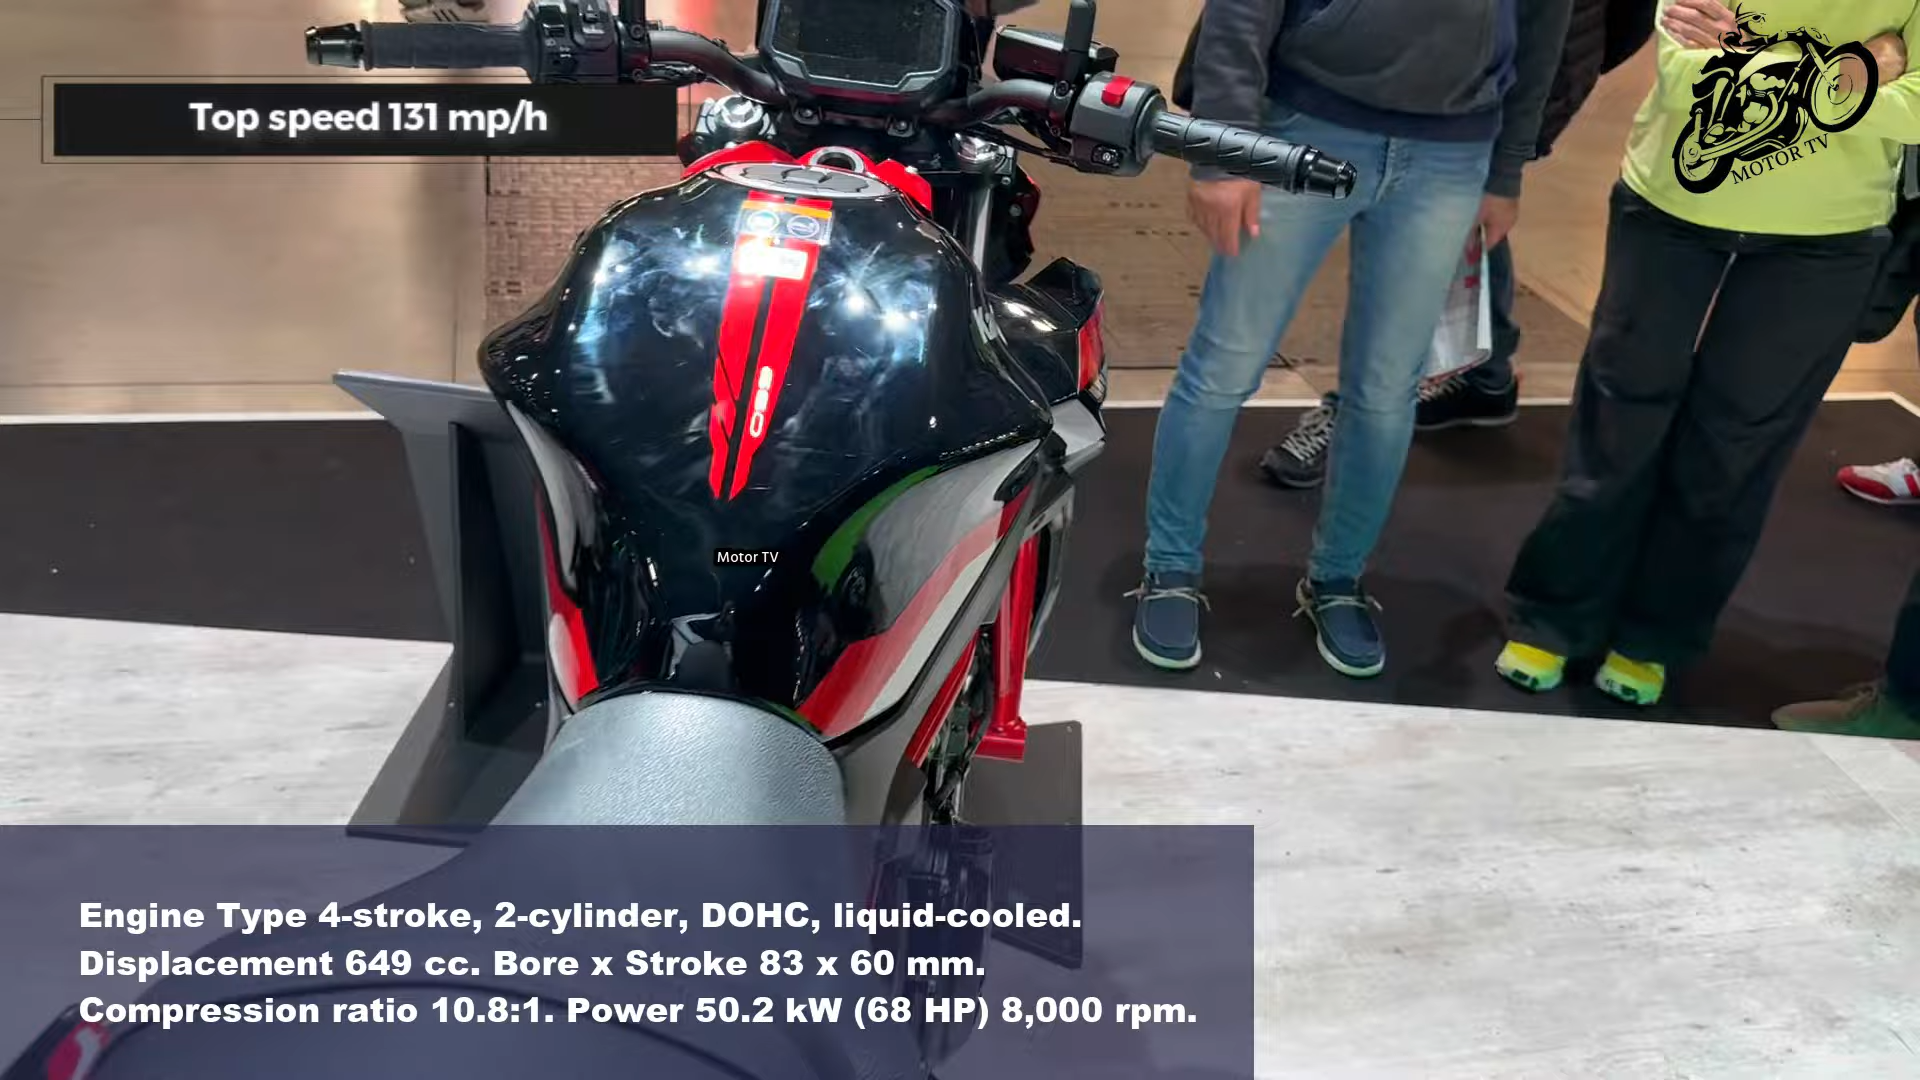 Top speed 131 mp/h
MOTOR TV
650
Motor TV
Engine Type 4-stroke, 2-cylinder, DOHC, liquid-cooled.
Displacement 649 cc. Bore x Stroke 83 x 60 mm.
Compression ratio 10.8:1. Power 50.2 kW (68 HP) 8,000 rpm.